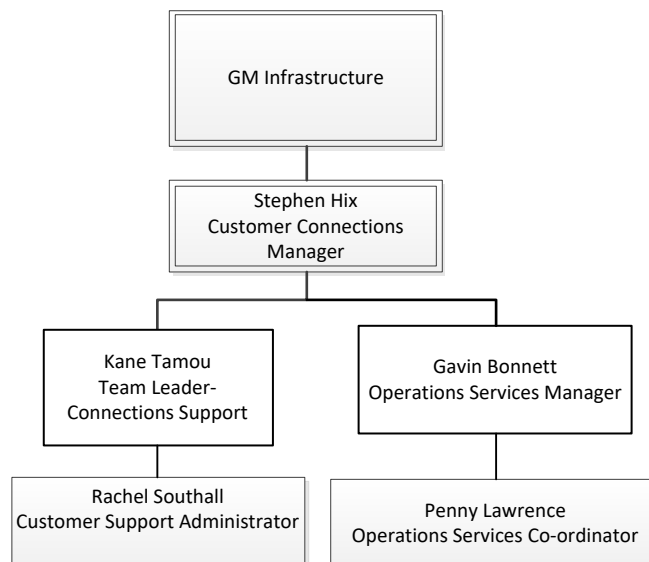 GM Infrastructure
Stephen Hix
Customer Connections
Manager
Kane Tamou
Team Leader-
Connections Support
Gavin Bonnett
Operations Services Manager
Rachel Southall
Customer Support Administrator
Penny Lawrence
Operations Services Co-ordinator